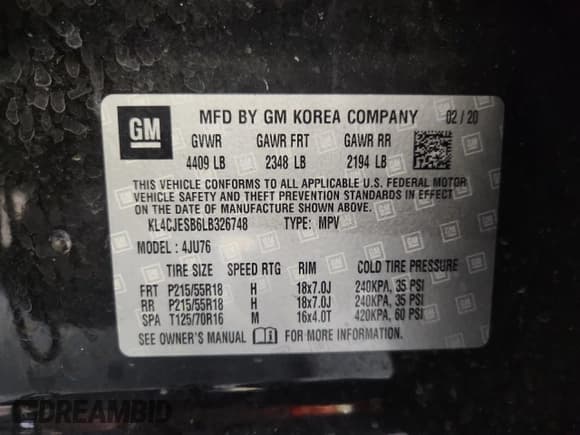 GM MFD BY GM KOREA COMPANY 02/20
GVWR GAWR FRT GAWR RR
4409 LB 2348 LB 2194 LB
THIS VEHICLE CONFORMS TO ALL APPLICABLE U.S. FEDERAL MOTOR
VEHICLE SAFETY AND THEFT PREVENTION STANDARDS IN EFFECT
ON THE DATE OF MANUFACTURE SHOWN ABOVE.
KL4CJESB6LB326748 TYPE: MPV
MODEL: 4JU76
TIRE SIZE SPEED RTG RIM COLD TIRE PRESSURE
FRT P215/55R18 H 18x7.0J 240KPA, 35 PSI
RR P215/55R18 H 18x7.0J 240KPA, 35 PSI
SPA T125/70R16 M 16x4.0T 420KPA, 60 PSI
SEE OWNER'S MANUAL FOR MORE INFORMATION.
DREAMBID